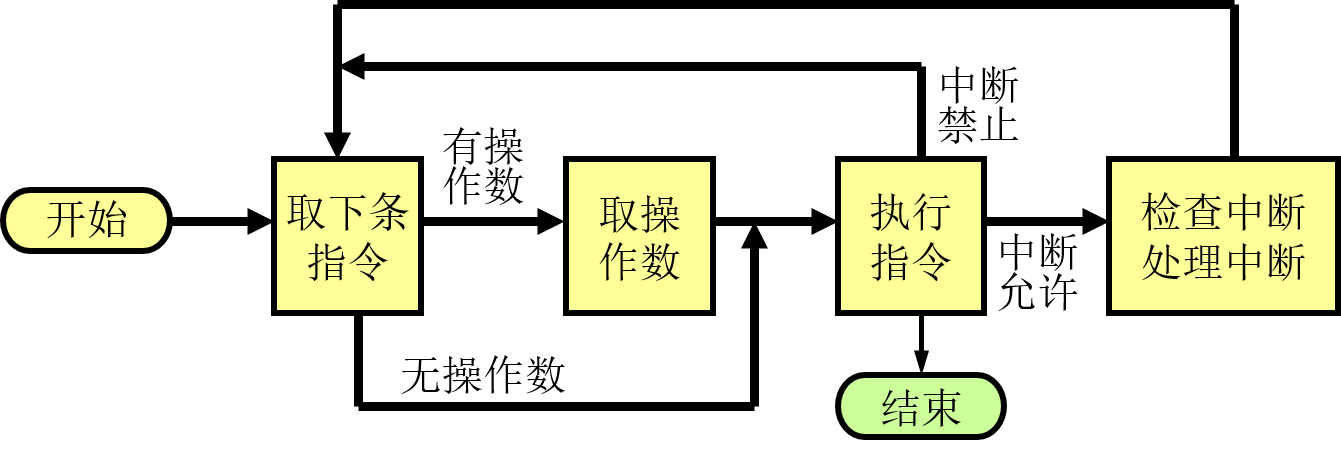 开始
取下条
指令
有操
作数
取操
作数
无操作数
执行
指令
中断
禁止
中断
允许
检查中断
处理中断
结束